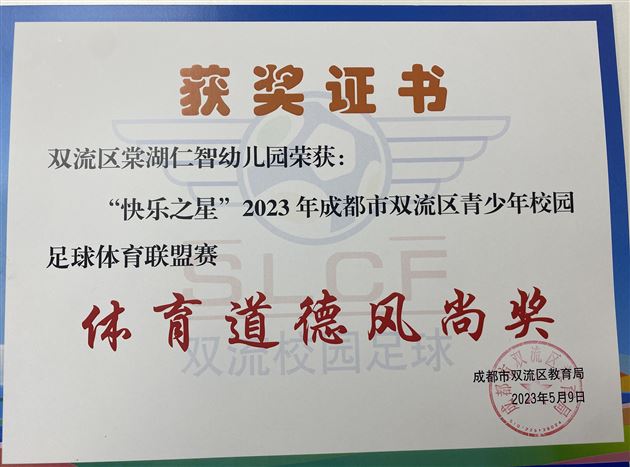 获奖证书
双流区棠湖仁智幼儿园荣获：
“快乐之星”2023年成都市双流区青少年校园
足球体育联盟赛
SLCF
体育道德风尚奖
双流校园足球
成都市双流区教育局
2023年5月9日